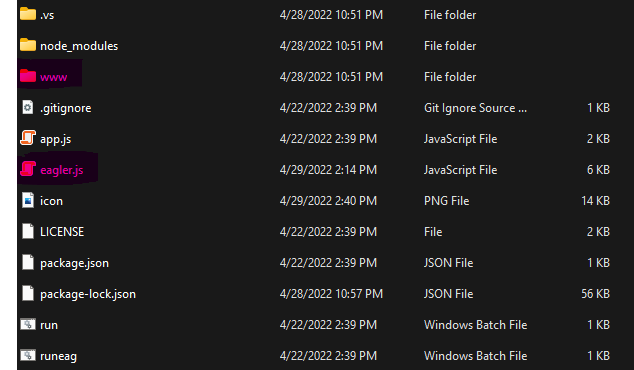 .vs 4/28/2022 10:51 PM File folder
node_modules 4/28/2022 10:51 PM File folder
www 4/28/2022 10:51 PM File folder
.gitignore 4/22/2022 2:39 PM Git Ignore Source ... 1 KB
app.js 4/22/2022 2:39 PM JavaScript File 2 KB
eagler.js 4/29/2022 2:14 PM JavaScript File 6 KB
icon 4/29/2022 2:40 PM PNG File 14 KB
LICENSE 4/22/2022 2:39 PM File 2 KB
package.json 4/22/2022 2:39 PM JSON File 1 KB
package-lock.json 4/28/2022 10:57 PM JSON File 56 KB
run 4/22/2022 2:39 PM Windows Batch File 1 KB
runeag 4/22/2022 2:39 PM Windows Batch File 1 KB